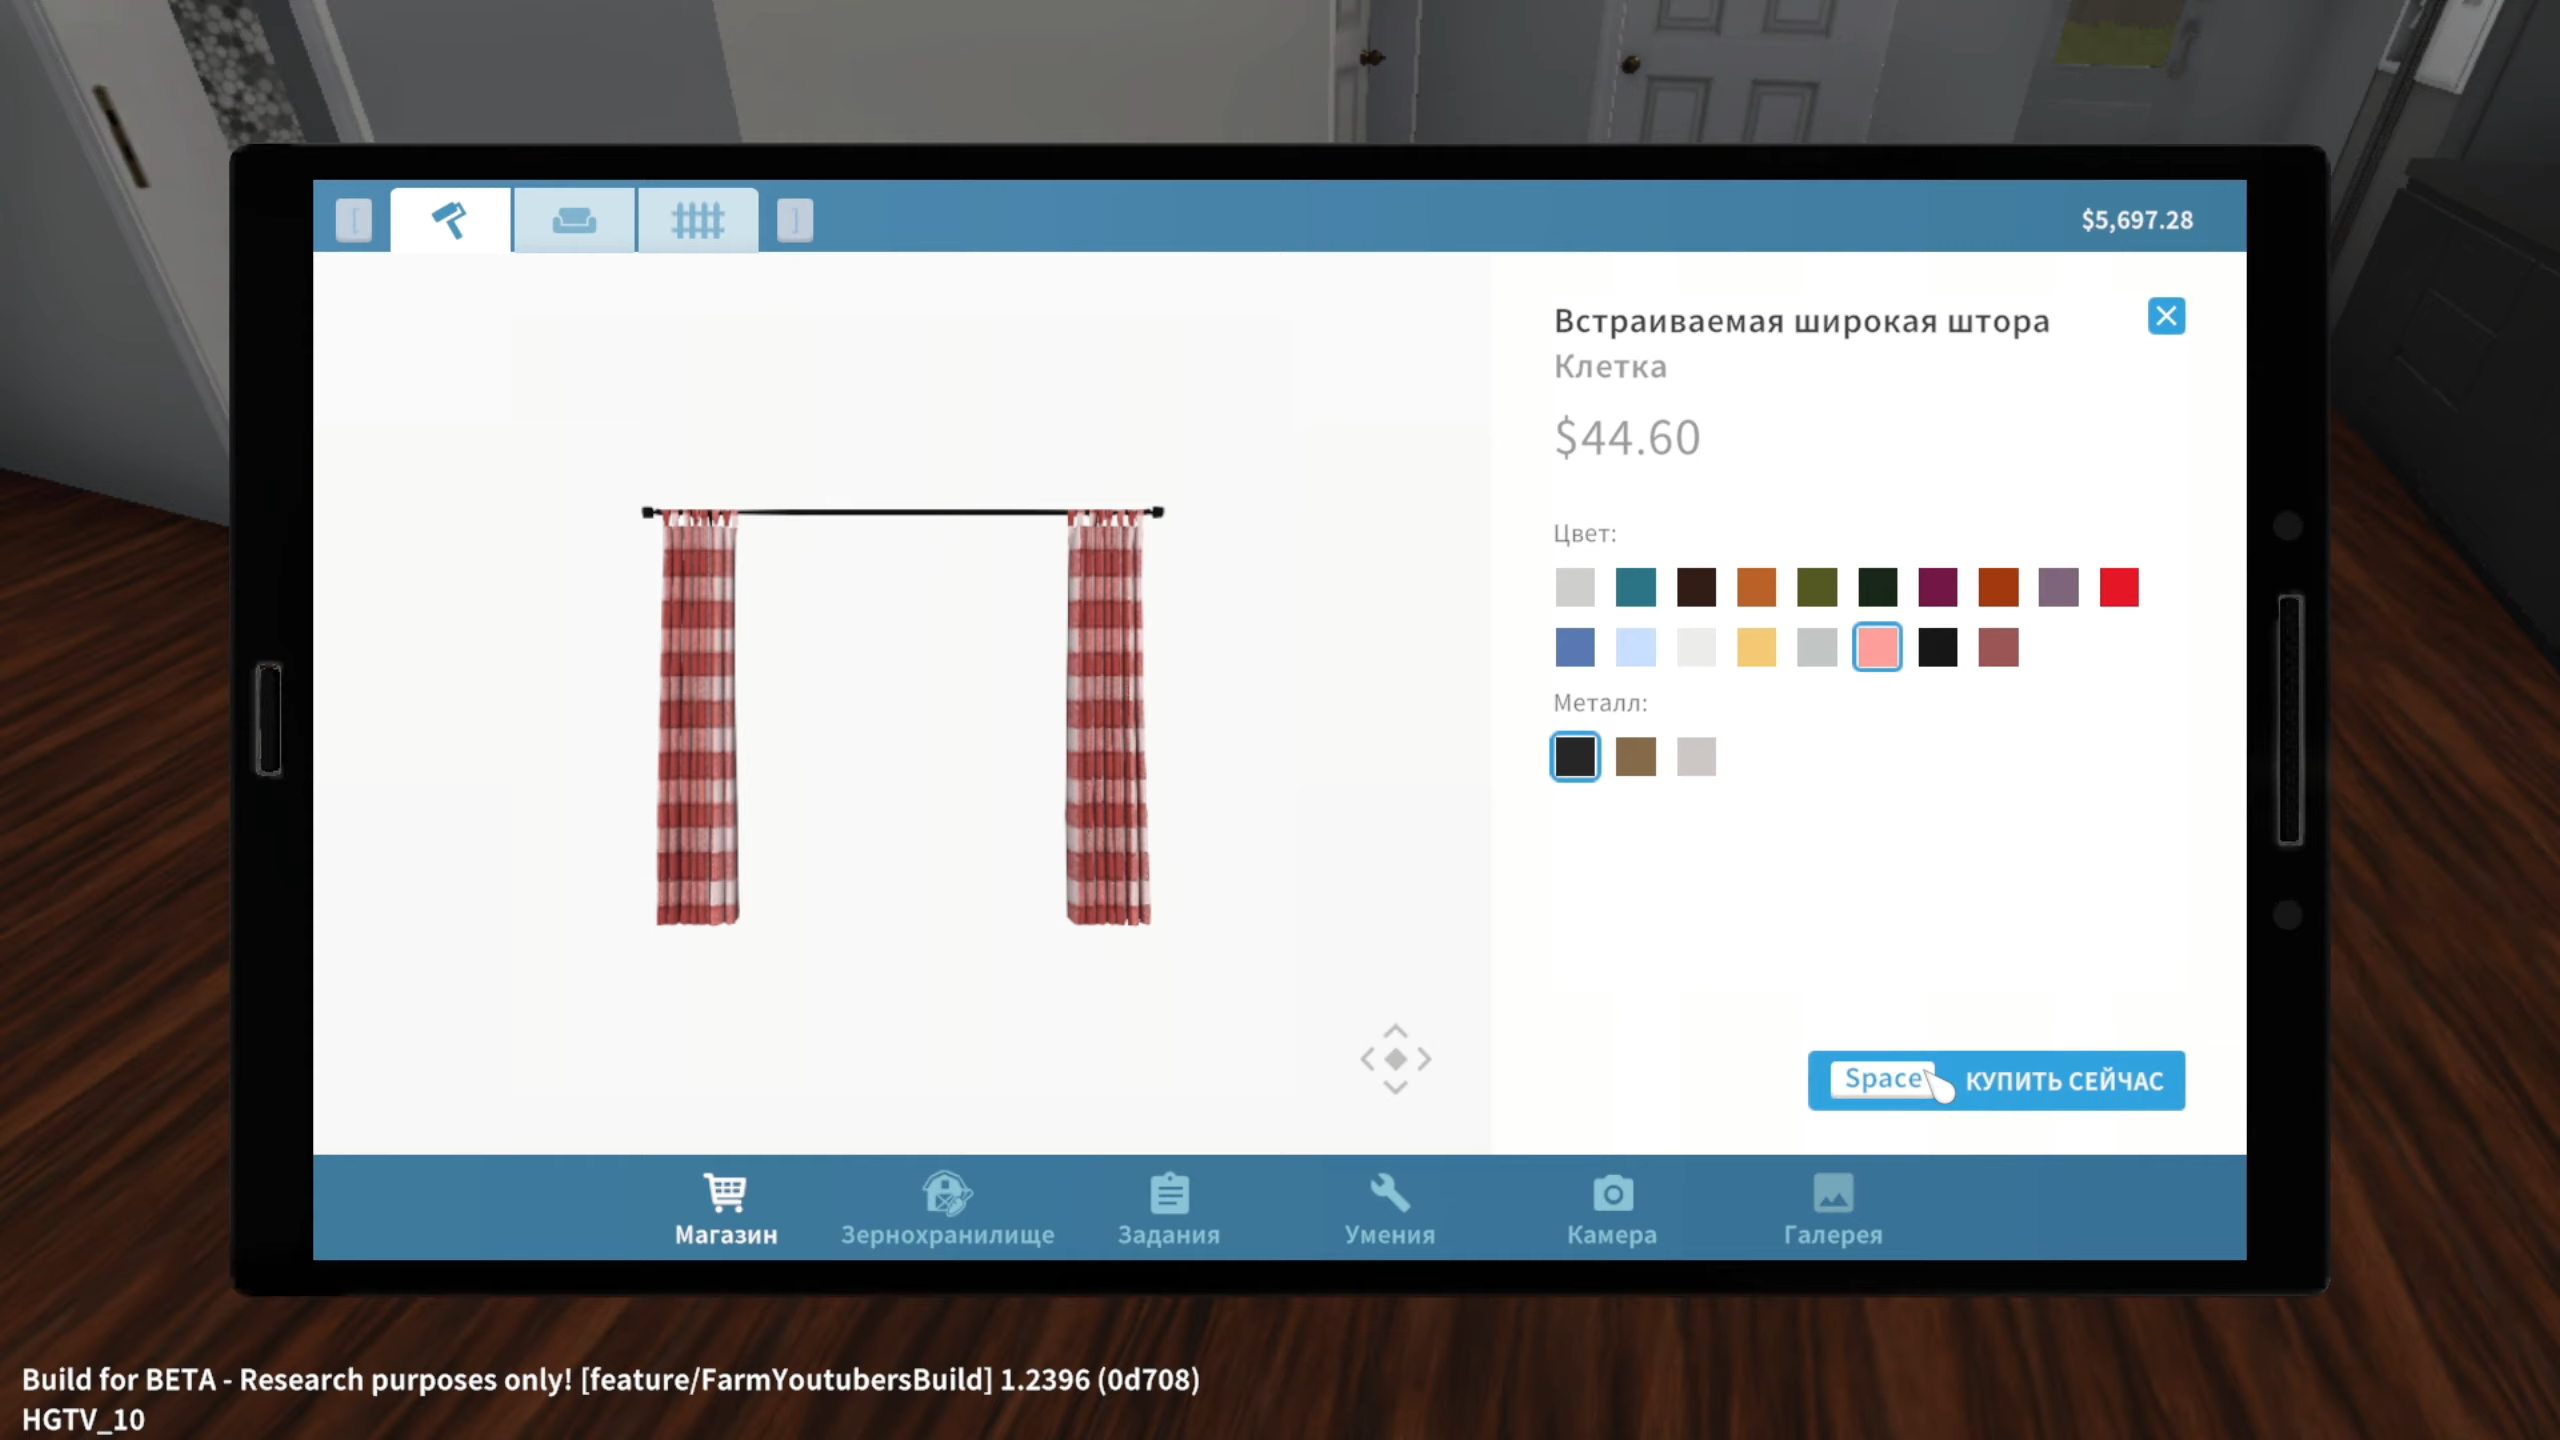 [
]
$5,697.28
Встраиваемая широкая штора
Клетка
$44.60
Цвет:
Металл:
Space КУПИТЬ СЕЙЧАС
Магазин Зернохранилище Задания Умения Камера Галерея
Build for BETA - Research purposes only! [feature/FarmYoutubersBuild] 1.2396 (0d708)
HGTV_10